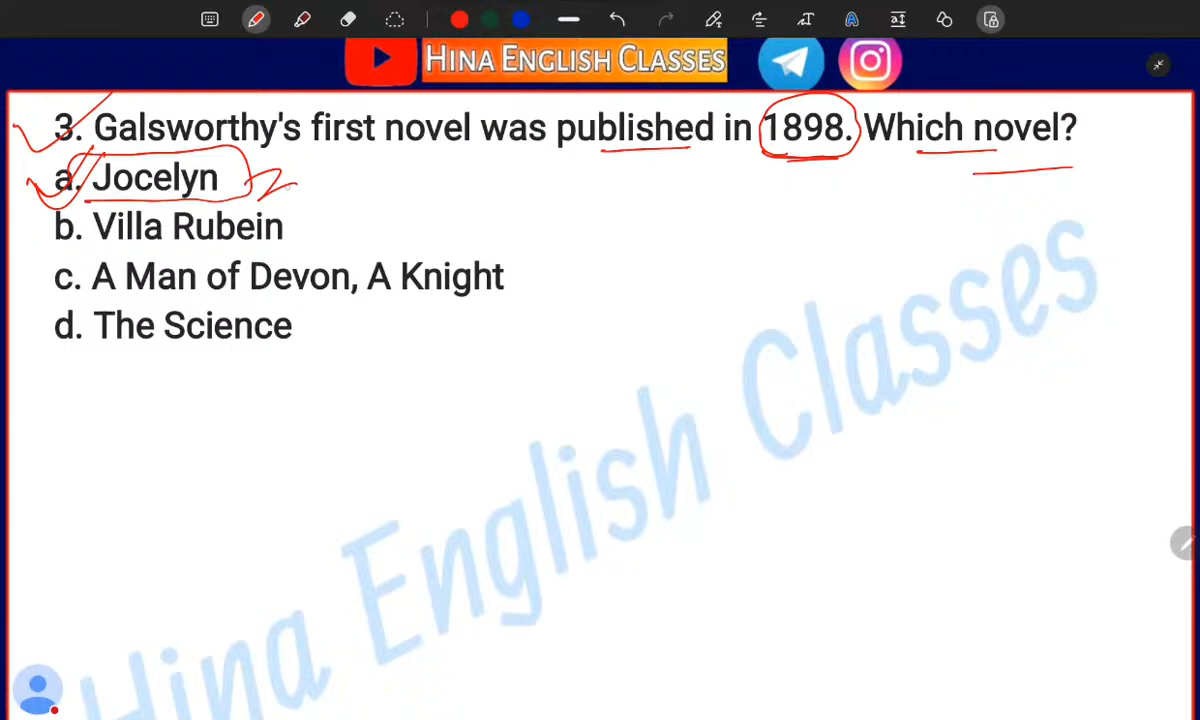 HINA ENGLISH CLASSES
3. Galsworthy's first novel was published in 1898. Which novel?
a. Jocelyn
b. Villa Rubein
c. A Man of Devon, A Knight
d. The Science
Hina English Classes